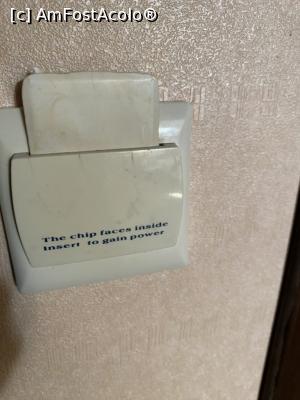 [c] AmFostAcolo®
The chip faces inside
Insert to gain power